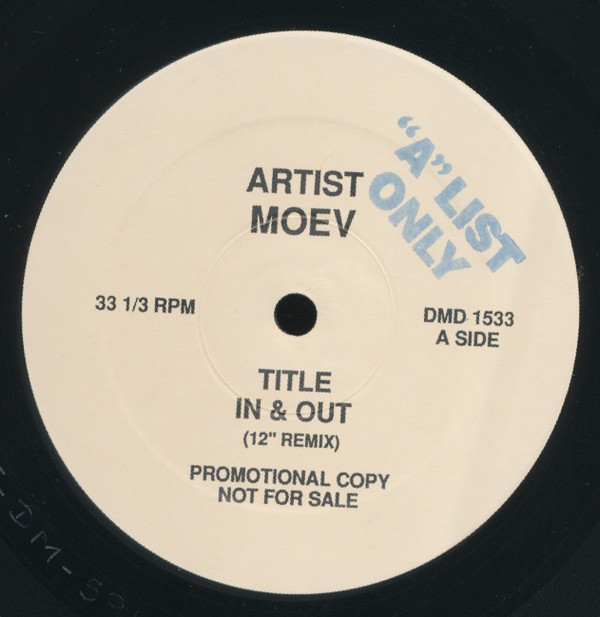 "A" LIST
ONLY
ARTIST
MOEV
33 1/3 RPM
DMD 1533
A SIDE
TITLE
IN & OUT
(12" REMIX)
PROMOTIONAL COPY
NOT FOR SALE
DM-